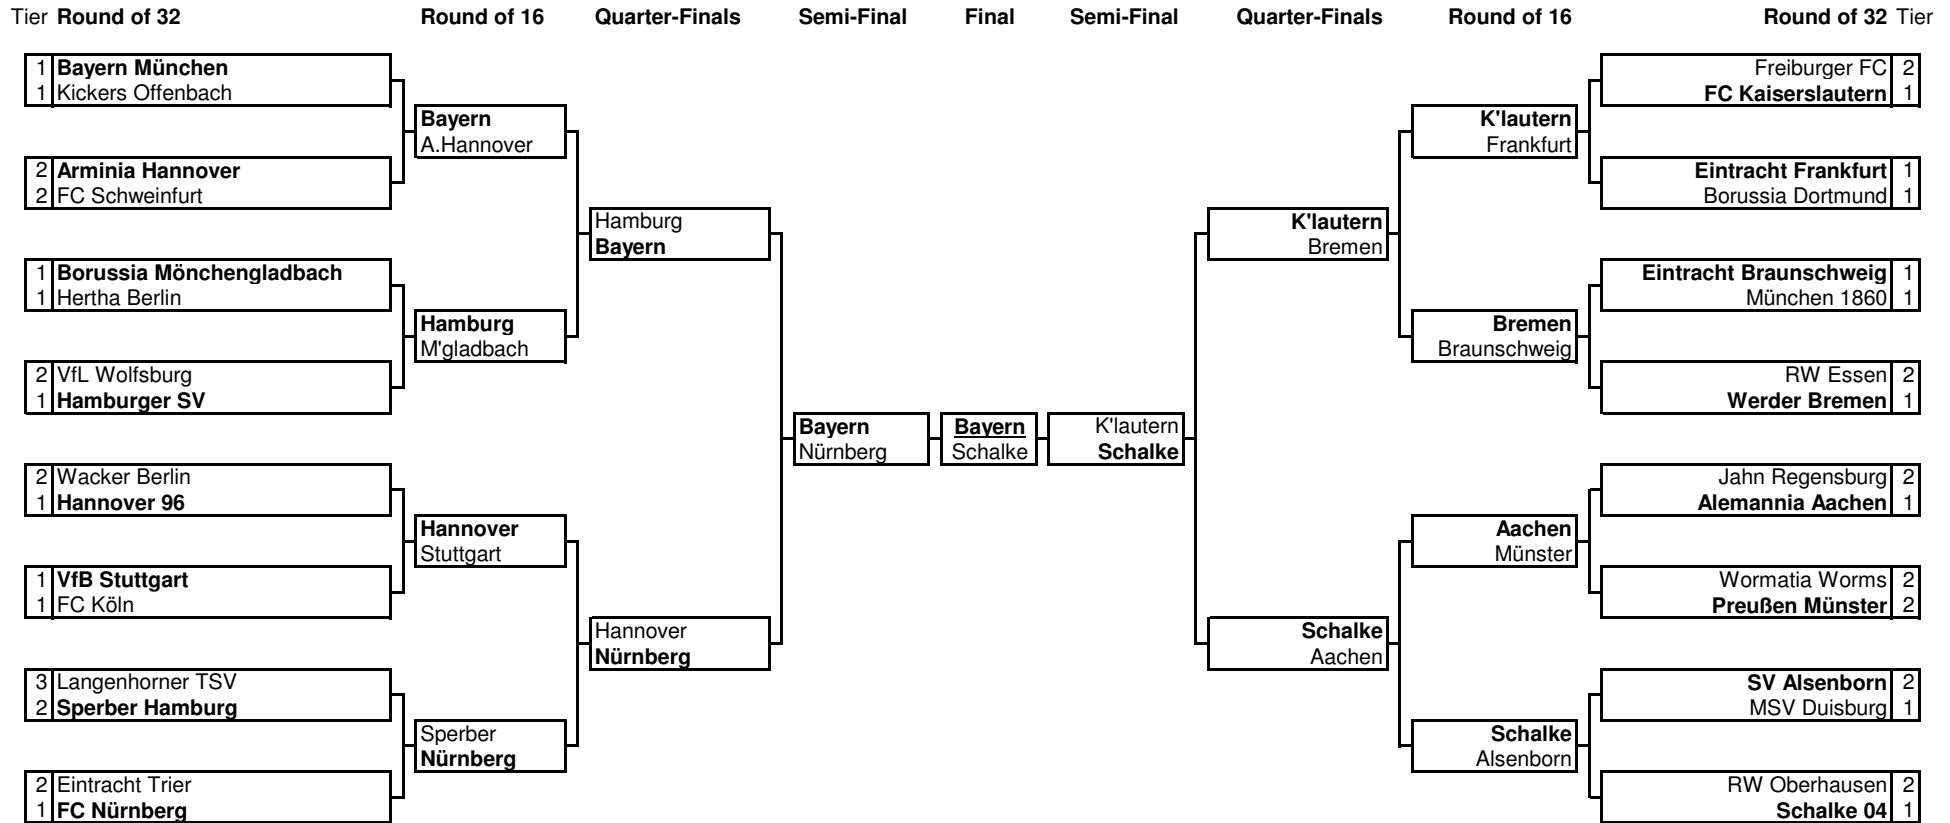 Tier Round of 32 Round of 16 Quarter-Finals Semi-Final Final Semi-Final Quarter-Finals Round of 16 Round of 32 Tier
1 Bayern München
1 Kickers Offenbach
Bayern
A.Hannover
2 Arminia Hannover
2 FC Schweinfurt
Hamburg
Bayern
1 Borussia Mönchengladbach
1 Hertha Berlin
Hamburg
M'gladbach
2 VfL Wolfsburg
1 Hamburger SV
Bayern
Nürnberg
2 Wacker Berlin
1 Hannover 96
Hannover
Stuttgart
1 VfB Stuttgart
1 FC Köln
Hannover
Nürnberg
3 Langenhorner TSV
2 Sperber Hamburg
Sperber
Nürnberg
2 Eintracht Trier
1 FC Nürnberg
Bayern
Schalke
K'lautern
Schalke
Freiburger FC 2
FC Kaiserslautern 1
K'lautern
Frankfurt
Eintracht Frankfurt 1
Borussia Dortmund 1
K'lautern
Bremen
Eintracht Braunschweig 1
München 1860 1
Bremen
Braunschweig
RW Essen 2
Werder Bremen 1
Jahn Regensburg 2
Alemannia Aachen 1
Aachen
Münster
Wormatia Worms 2
Preußen Münster 2
Schalke
Aachen
SV Alsenborn 2
MSV Duisburg 1
Schalke
Alsenborn
RW Oberhausen 2
Schalke 04 1